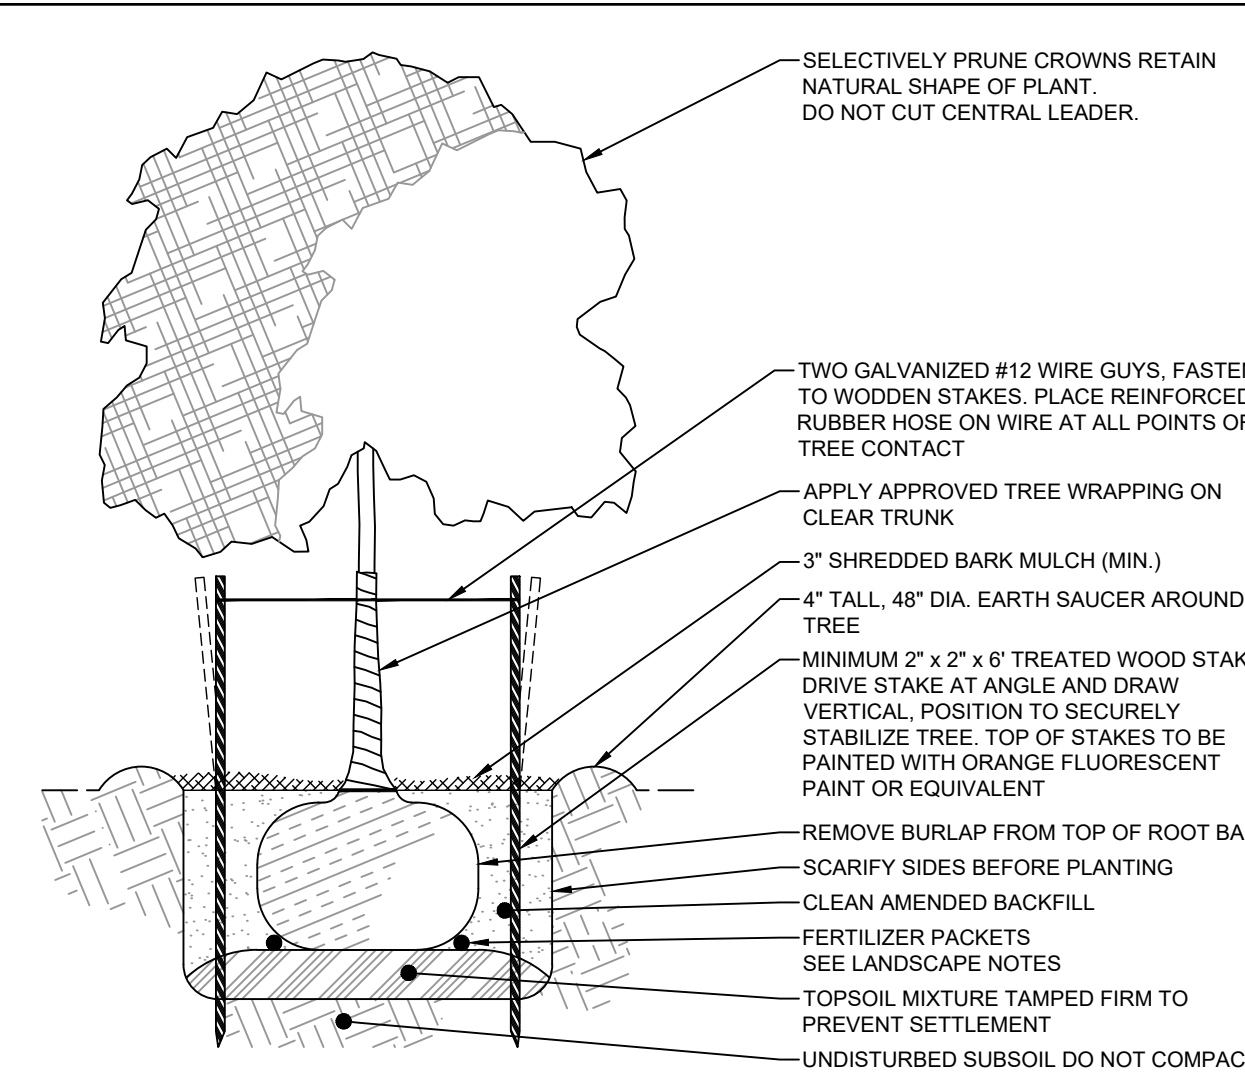 SELECTIVELY PRUNE CROWNS RETAIN
NATURAL SHAPE OF PLANT.
DO NOT CUT CENTRAL LEADER.
TWO GALVANIZED #12 WIRE GUYS, FASTEN
TO WODDEN STAKES. PLACE REINFORCED
RUBBER HOSE ON WIRE AT ALL POINTS OF
TREE CONTACT
APPLY APPROVED TREE WRAPPING ON
CLEAR TRUNK
3" SHREDDED BARK MULCH (MIN.)
4" TALL, 48" DIA. EARTH SAUCER AROUND
TREE
MINIMUM 2" x 2" x 6' TREATED WOOD STAK
DRIVE STAKE AT ANGLE AND DRAW
VERTICAL, POSITION TO SECURELY
STABILIZE TREE. TOP OF STAKES TO BE
PAINTED WITH ORANGE FLUORESCENT
PAINT OR EQUIVALENT
REMOVE BURLAP FROM TOP OF ROOT BA
SCARIFY SIDES BEFORE PLANTING
CLEAN AMENDED BACKFILL
FERTILIZER PACKETS
SEE LANDSCAPE NOTES
TOPSOIL MIXTURE TAMPED FIRM TO
PREVENT SETTLEMENT
UNDISTURBED SUBSOIL DO NOT COMPAC